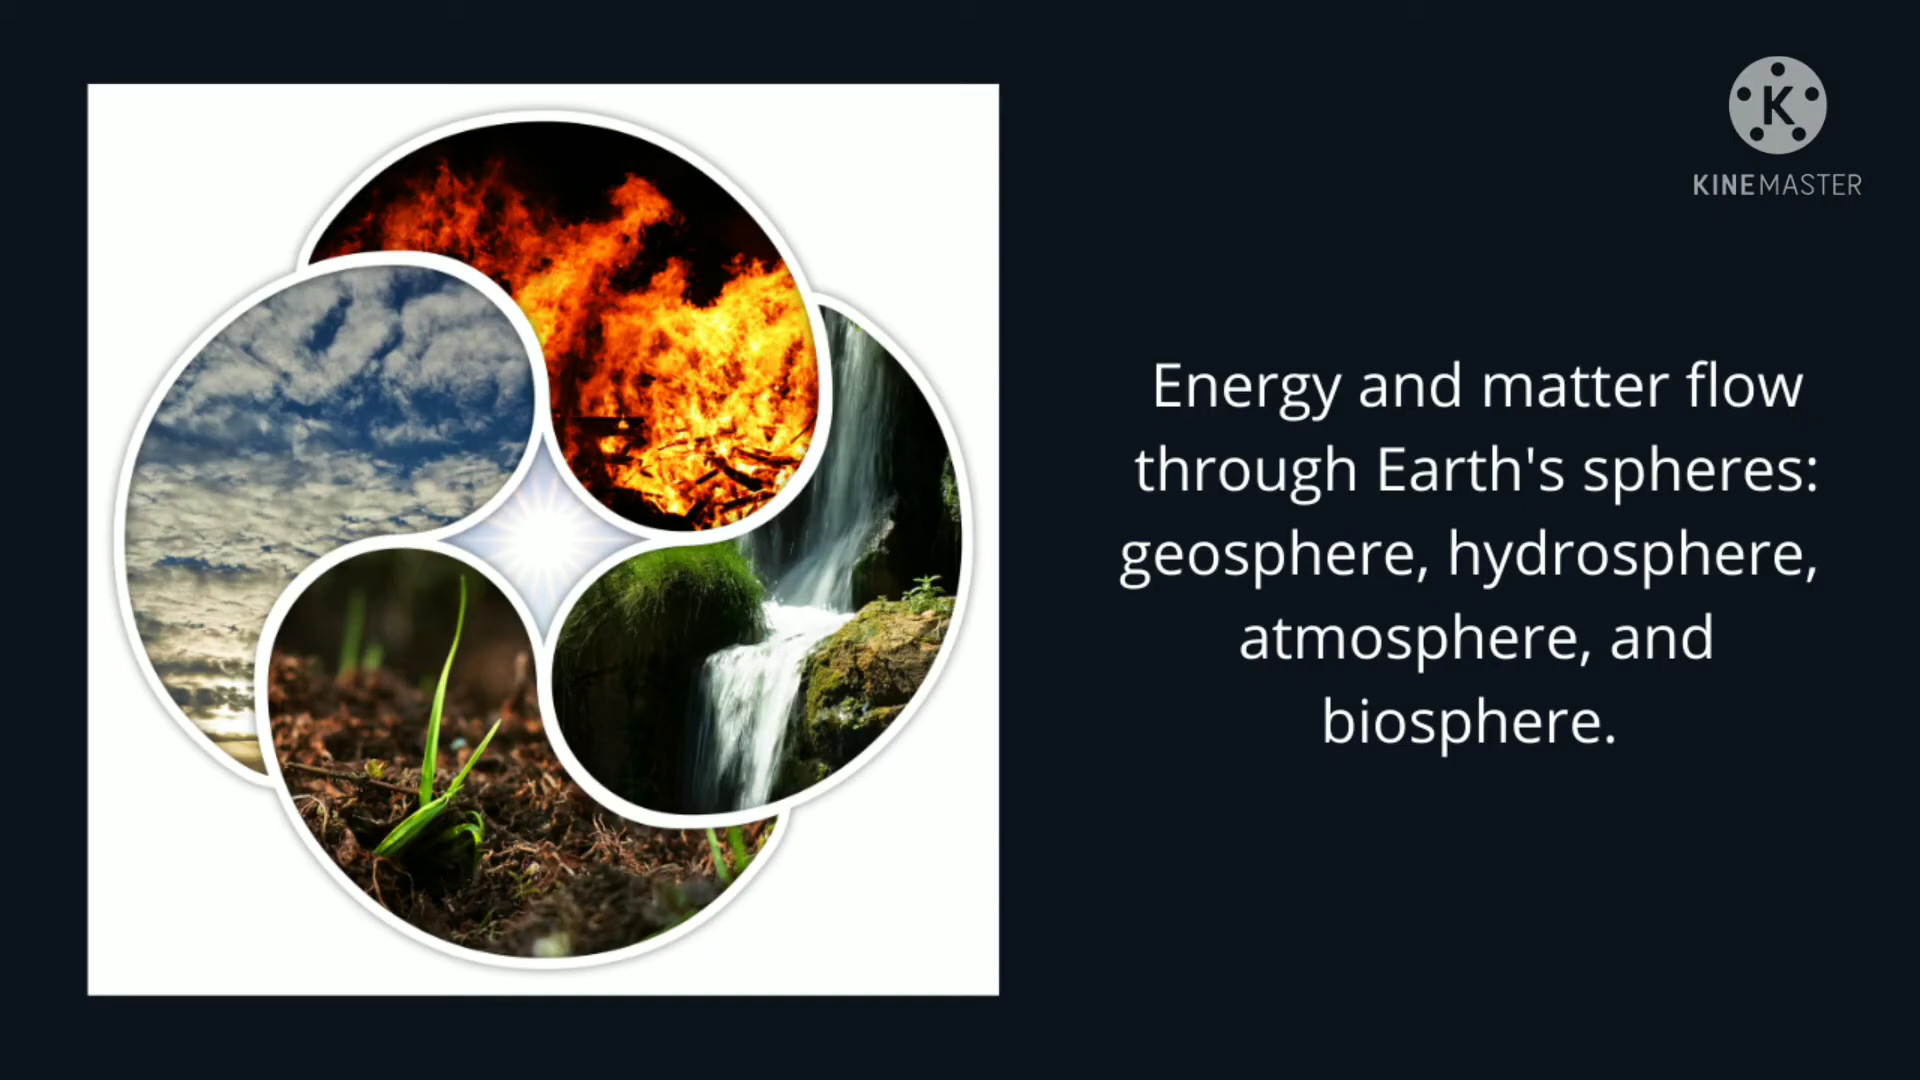 K
KINEMASTER
Energy and matter flow
through Earth's spheres:
geosphere, hydrosphere,
atmosphere, and
biosphere.